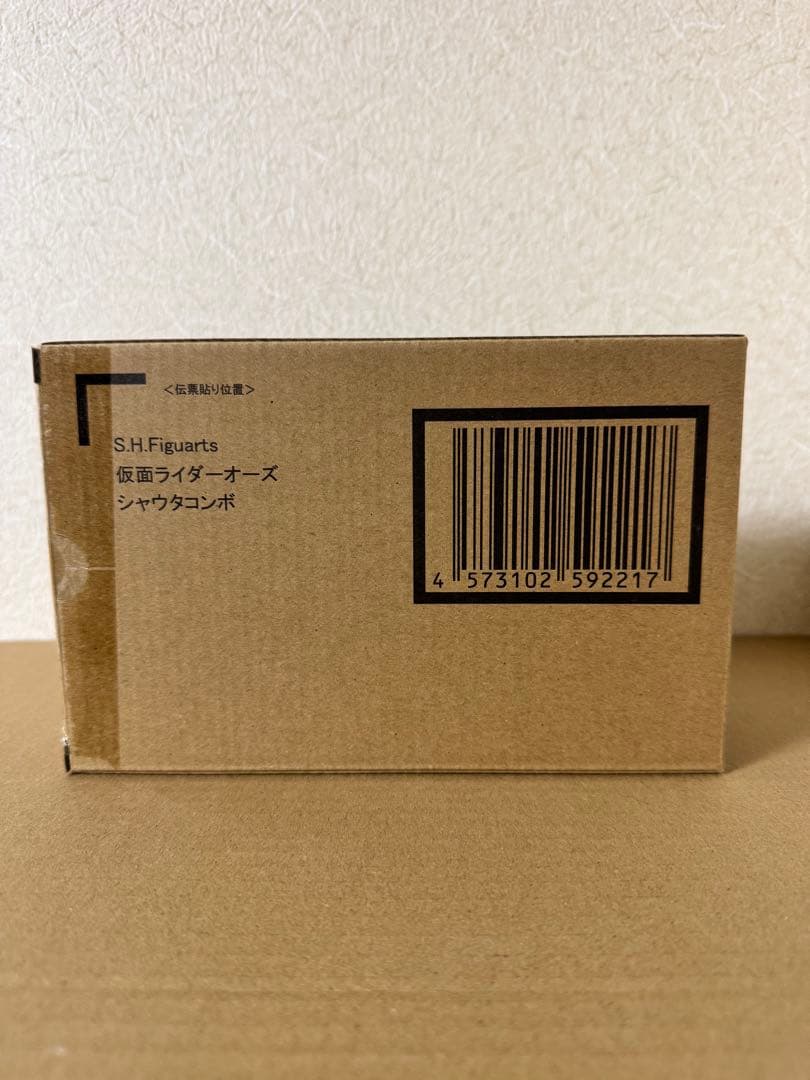 <伝票貼り位置>
S.H.Figuarts
仮面ライダーオーズ
シャウタコンボ
4 573102 592217